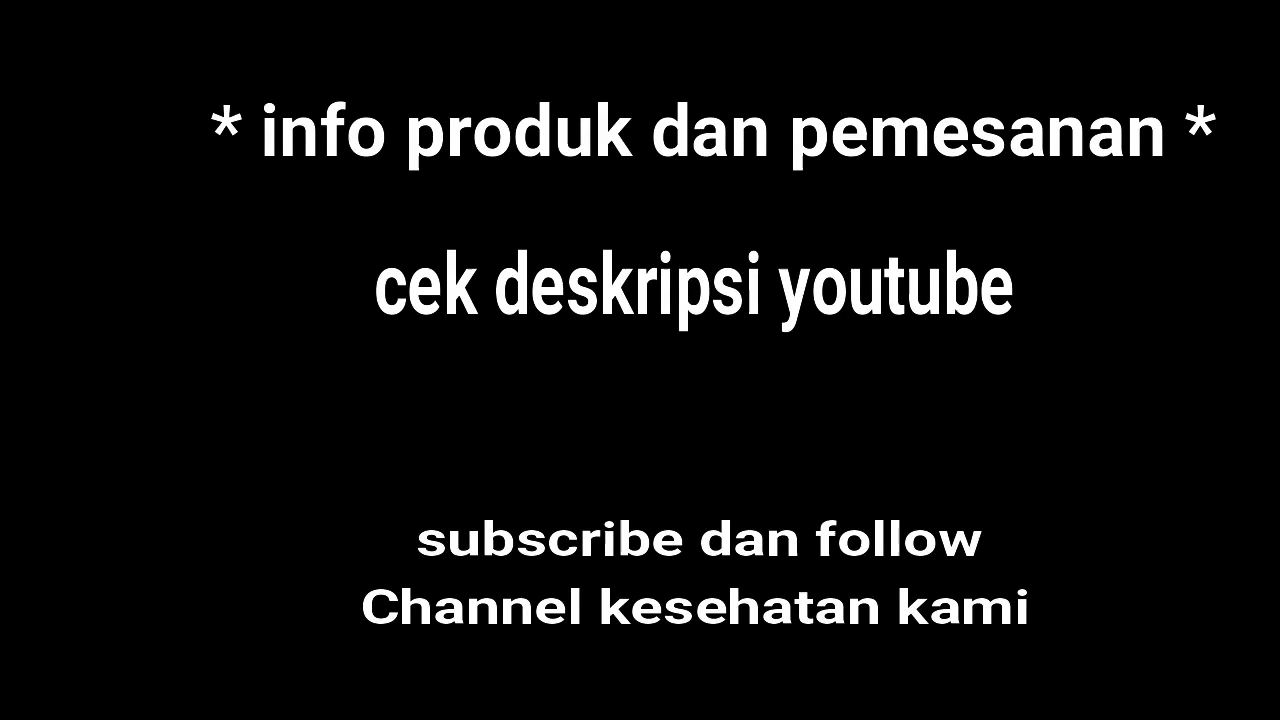 * info produk dan pemesanan *
cek deskripsi youtube
subscribe dan follow
Channel kesehatan kami